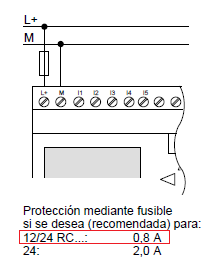 L+
M
L+ M I1 I2 I3 I4 I5
Protección mediante fusible
si se desea (recomendada) para:
12/24 RC...: 0,8 A
24: 2,0 A